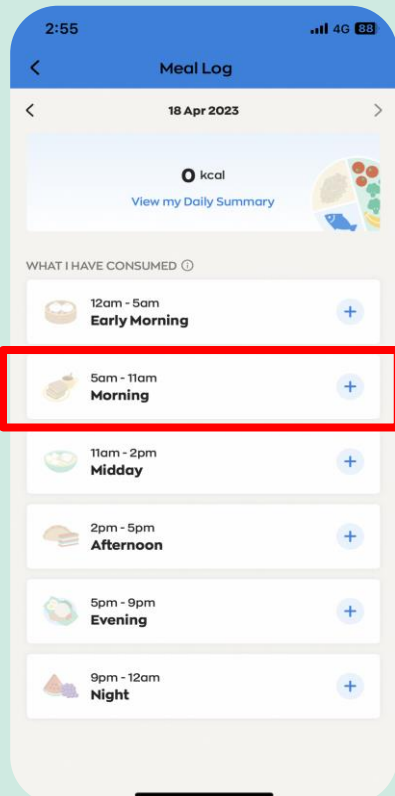 2:55 4G 88
Meal Log
18 Apr 2023
0 kcal
View my Daily Summary
WHAT I HAVE CONSUMED
12am - 5am
Early Morning
5am - 11am
Morning
11am - 2pm
Midday
2pm - 5pm
Afternoon
5pm - 9pm
Evening
9pm - 12am
Night